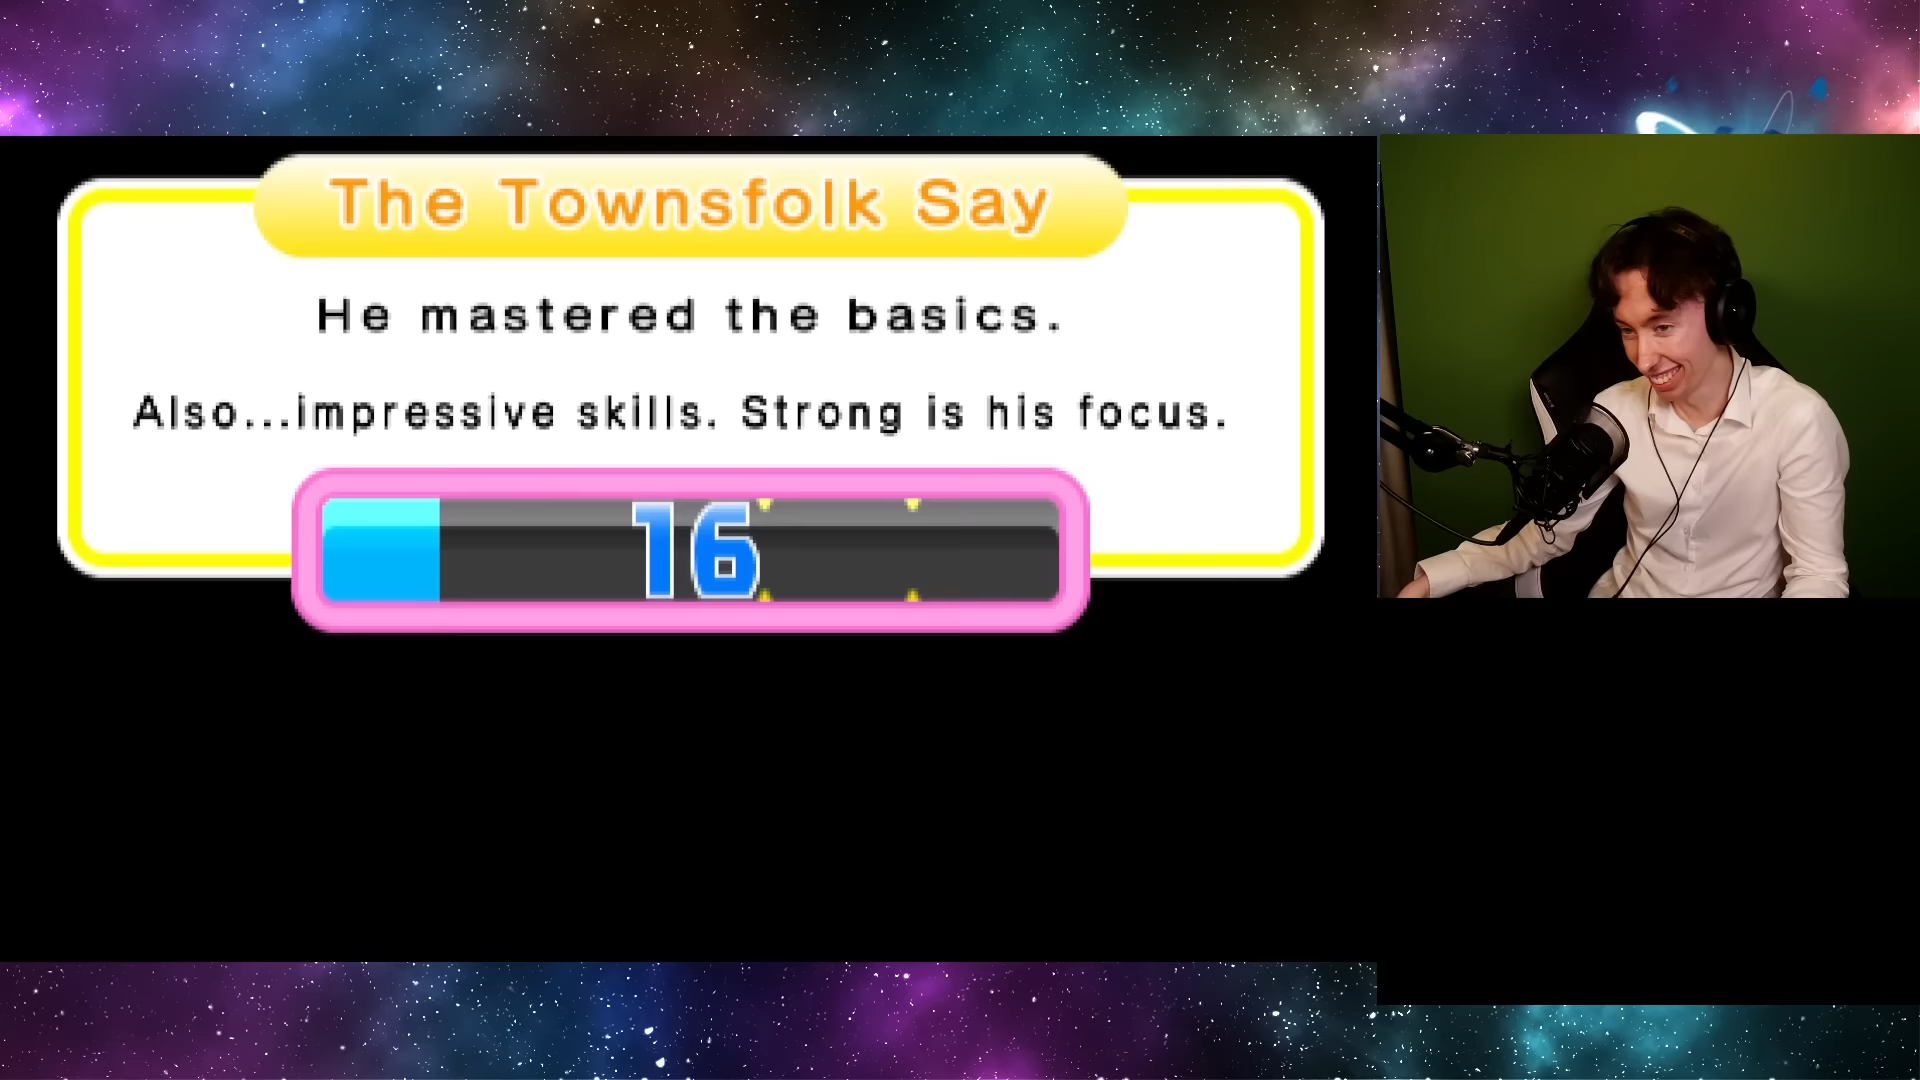 The Townsfolk Say
He mastered the basics.
Also...impressive skills. Strong is his focus.
16